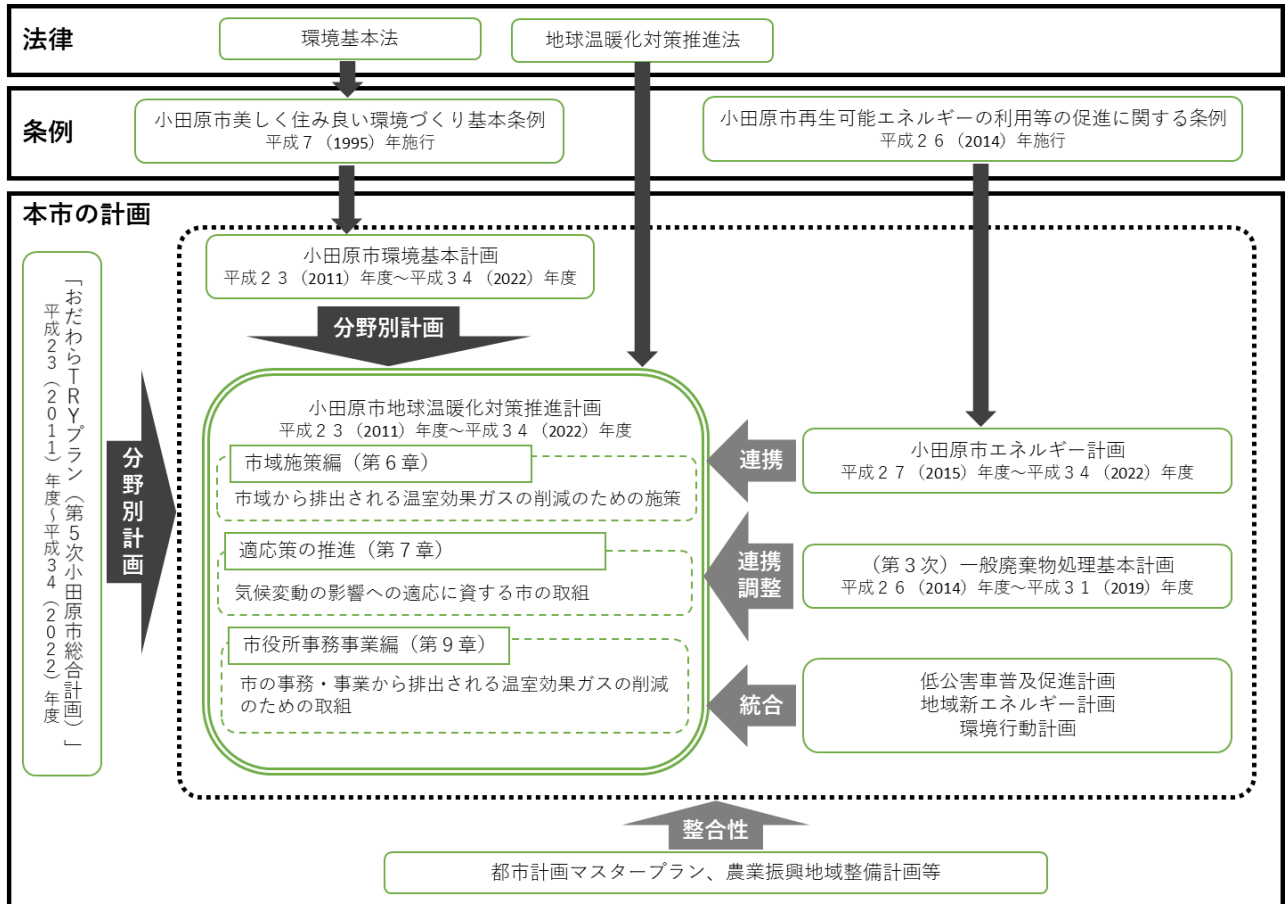 法律
環境基本法
地球温暖化対策推進法
条例
小田原市美しく住み良い環境づくり基本条例
平成７（1995）年施行
小田原市再生可能エネルギーの利用等の促進に関する条例
平成２６（2014）年施行
本市の計画
「おだわらTRYプラン（第5次小田原市総合計画）」
平成23（2011）年度～平成34（2022）年度
分野別計画
小田原市環境基本計画
平成２３（2011）年度～平成３４（2022）年度
分野別計画
小田原市地球温暖化対策推進計画
平成２３（2011）年度～平成３４（2022）年度
市域施策編（第６章）
市域から排出される温室効果ガスの削減のための施策
適応策の推進（第７章）
気候変動の影響への適応に資する市の取組
市役所事務事業編（第９章）
市の事務・事業から排出される温室効果ガスの削減
のための取組
連携
小田原市エネルギー計画
平成２７（2015）年度～平成３４（2022）年度
連携
調整
（第３次）一般廃棄物処理基本計画
平成２６（2014）年度～平成３１（2019）年度
統合
低公害車普及促進計画
地域新エネルギー計画
環境行動計画
整合性
都市計画マスタープラン、農業振興地域整備計画等